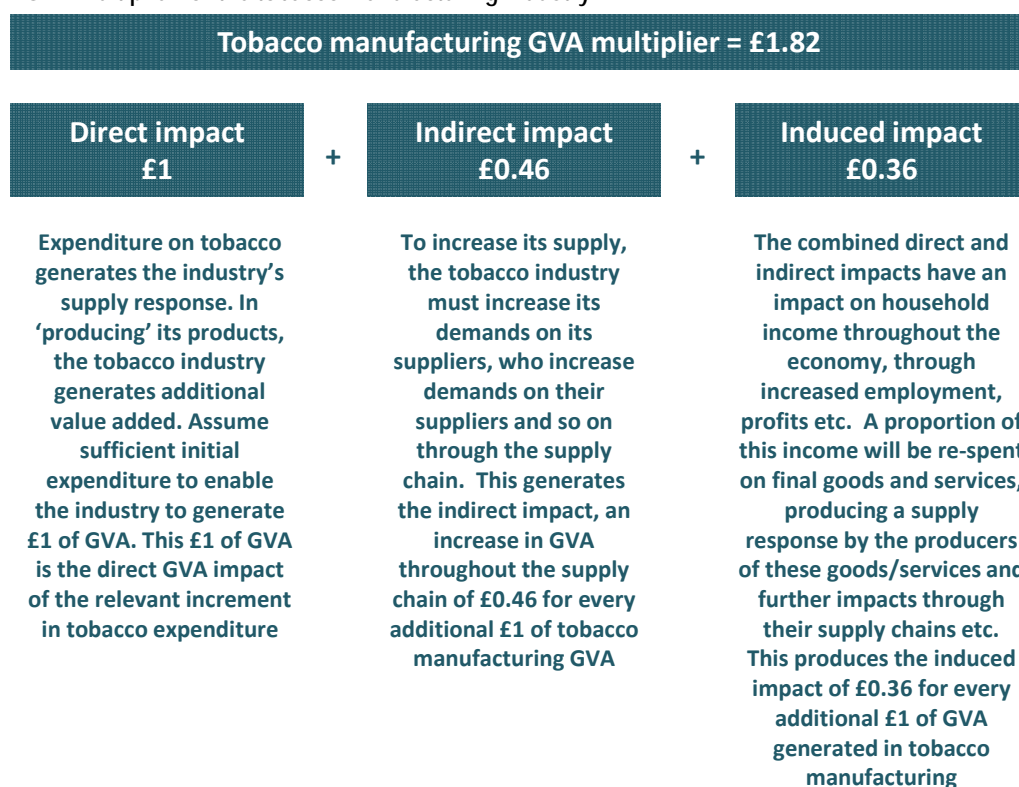 Tobacco manufacturing GVA multiplier = £1.82
Direct impact
£1
+
Indirect impact
£0.46
+
Induced impact
£0.36
Expenditure on tobacco
generates the industry’s
supply response. In
‘producing’ its products,
the tobacco industry
generates additional
value added. Assume
sufficient initial
expenditure to enable
the industry to generate
£1 of GVA. This £1 of GVA
is the direct GVA impact
of the relevant increment
in tobacco expenditure
To increase its supply,
the tobacco industry
must increase its
demands on its
suppliers, who increase
demands on their
suppliers and so on
through the supply
chain. This generates
the indirect impact, an
increase in GVA
throughout the supply
chain of £0.46 for every
additional £1 of tobacco
manufacturing GVA
The combined direct and
indirect impacts have an
impact on household
income throughout the
economy, through
increased employment,
profits etc. A proportion of
this income will be re-spent
on final goods and services,
producing a supply
response by the producers
of these goods/services and
further impacts through
their supply chains etc.
This produces the induced
impact of £0.36 for every
additional £1 of GVA
generated in tobacco
manufacturing